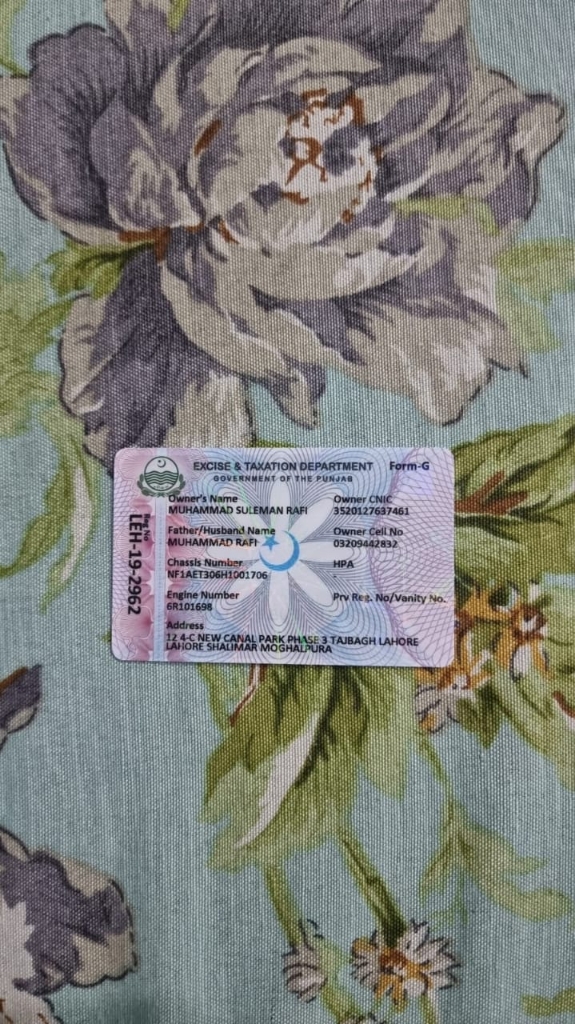 EXCISE & TAXATION DEPARTMENT Form-G
GOVERNMENT OF THE PUNJAB
Reg No
LEH-19-2962
Owner's Name Owner CNIC
MUHAMMAD SULEMAN RAFI 3520127637461
Father/Husband Name Owner Cell No
MUHAMMAD RAFI 03209442832
Chassis Number HPA
NF1AET306H1001706 -
Engine Number Prv Reg. No/Vanity No.
6R101698
Address
12 4-C NEW CANAL PARK PHASE 3 TAJBAGH LAHORE
LAHORE SHALIMAR MOGHALPURA